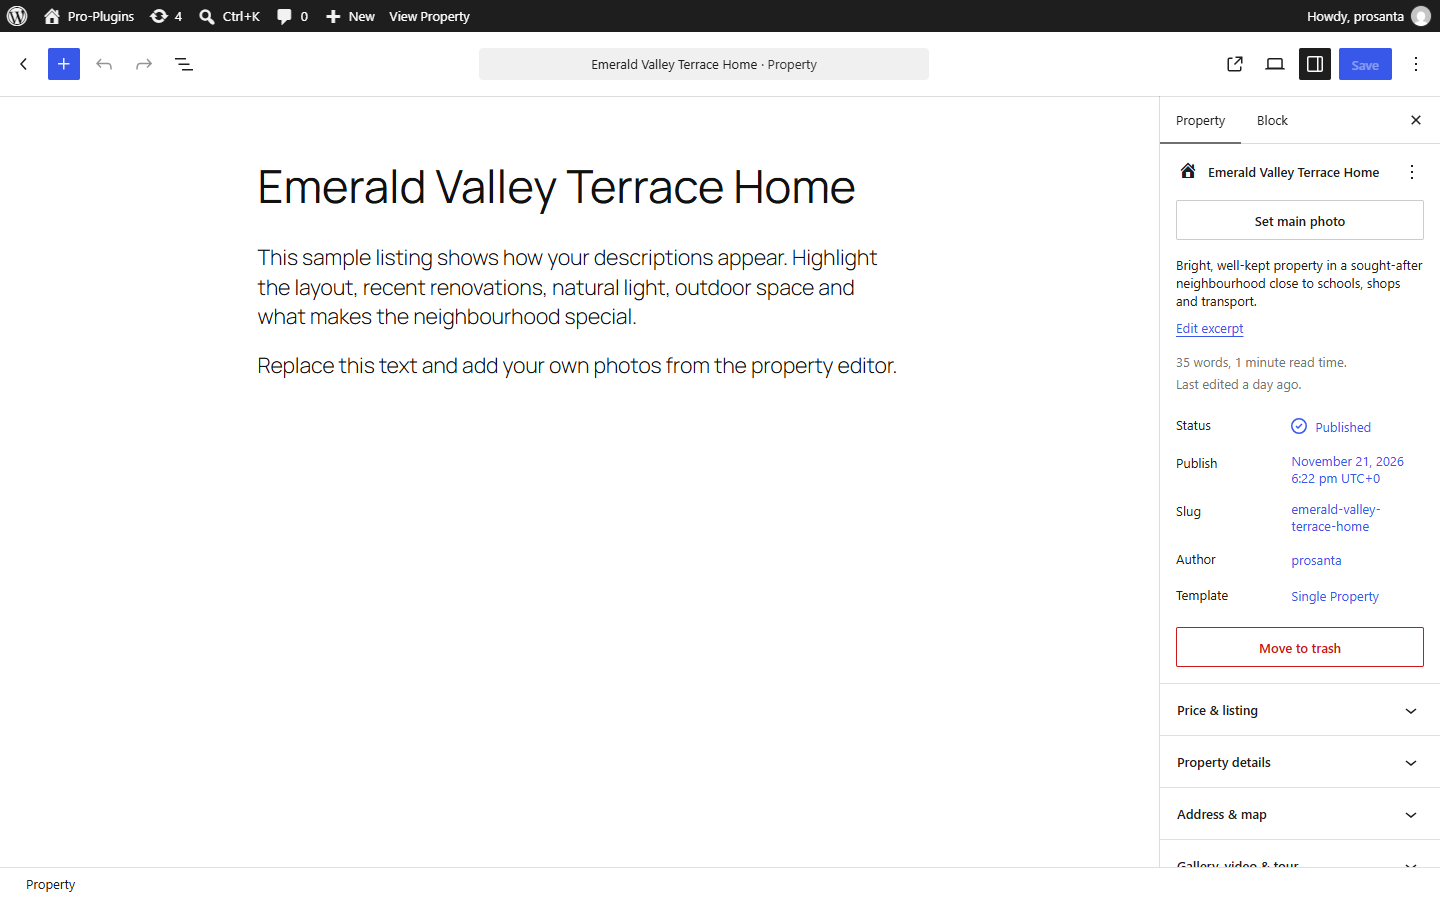 Pro-Plugins 4 Ctrl+K 0 New View Property Howdy, prosanta
Emerald Valley Terrace Home · Property
Save
Property Block
Emerald Valley Terrace Home
This sample listing shows how your descriptions appear. Highlight
the layout, recent renovations, natural light, outdoor space and
what makes the neighbourhood special.
Replace this text and add your own photos from the property editor.
Emerald Valley Terrace Home
Set main photo
Bright, well-kept property in a sought-after
neighbourhood close to schools, shops
and transport.
Edit excerpt
35 words, 1 minute read time.
Last edited a day ago.
Status Published
Publish November 21, 2026
6:22 pm UTC+0
Slug emerald-valley-
terrace-home
Author prosanta
Template Single Property
Move to trash
Price & listing
Property details
Address & map
Gallery, video & tour
Property